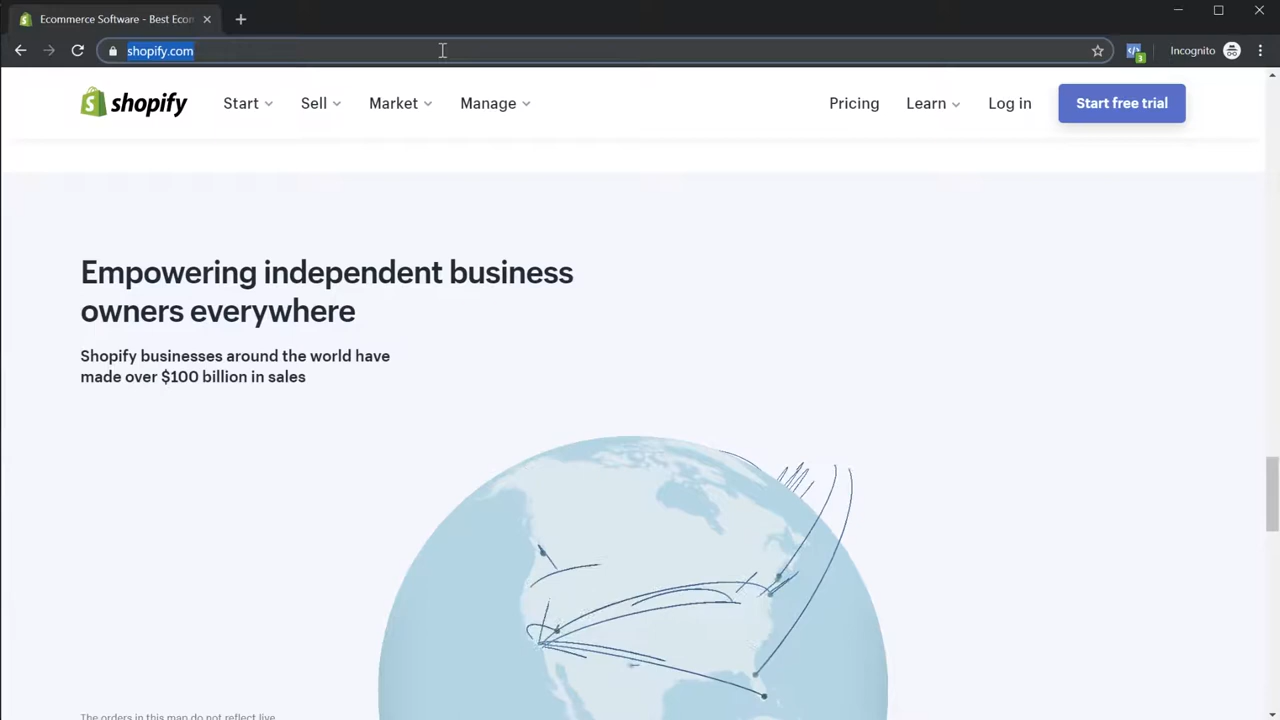 Ecommerce Software - Best Ecom
shopify.com
Incognito
3
shopify
Start
Sell
Market
Manage
Pricing
Learn
Log in
Start free trial
Empowering independent business
owners everywhere
Shopify businesses around the world have
made over $100 billion in sales
The orders in this map do not reflect live